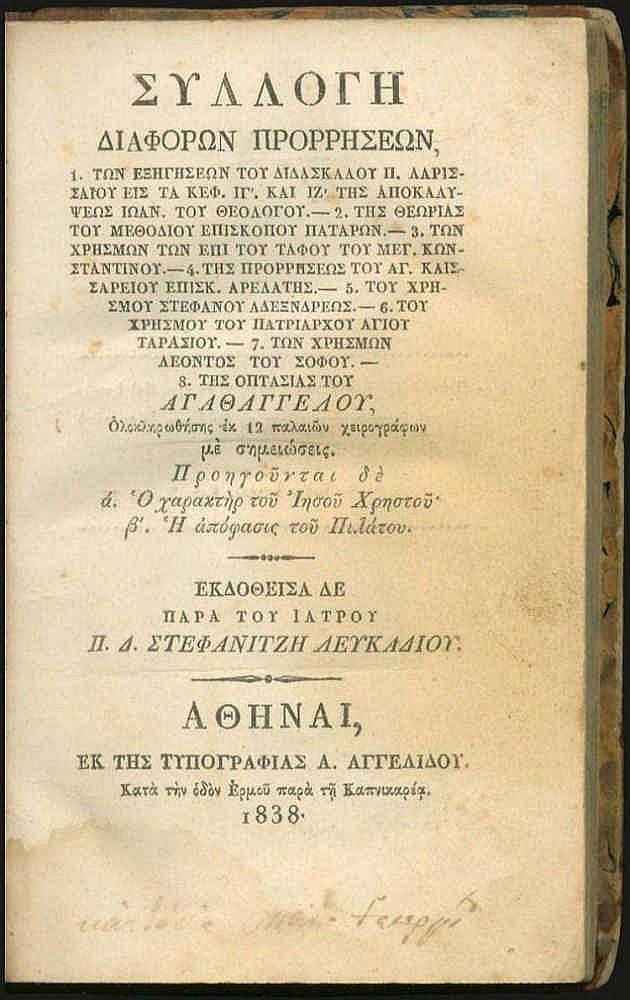 ΣΥΛΛΟΓΗ
ΔΙΑΦΟΡΩΝ ΠΡΟΡΡΗΣΕΩΝ,
1. ΤΩΝ ΕΞΗΓΗΣΕΩΝ ΤΟΥ ΔΙΔΑΣΚΑΛΟΥ Π. ΛΑΡΙΣ-
ΣΑΙΟΥ ΕΙΣ ΤΑ ΚΕΦ. ΙΓ'. ΚΑΙ ΙΖ' ΤΗΣ ΑΠΟΚΑΛΥ-
ΨΕΩΣ ΙΩΑΝ. ΤΟΥ ΘΕΟΛΟΓΟΥ.— 2. ΤΗΣ ΘΕΩΡΙΑΣ
ΤΟΥ ΜΕΘΟΔΙΟΥ ΕΠΙΣΚΟΠΟΥ ΠΑΤΑΡΩΝ.— 3. ΤΩΝ
ΧΡΗΣΜΩΝ ΤΩΝ ΕΠΙ ΤΟΥ ΤΑΦΟΥ ΤΟΥ ΜΕΓ. ΚΩΝ-
ΣΤΑΝΤΙΝΟΥ.—4. ΤΗΣ ΠΡΟΡΡΗΣΕΩΣ ΤΟΥ ΑΓ. ΚΑΙΣ-
ΣΑΡΕΙΟΥ ΕΠΙΣΚ. ΑΡΕΛΑΤΗΣ.— 5. ΤΟΥ ΧΡΗ-
ΣΜΟΥ ΣΤΕΦΑΝΟΥ ΑΔΕΞΝΔΡΕΩΣ.— 6. ΤΟΥ
ΧΡΗΣΜΟΥ ΤΟΥ ΠΑΤΡΙΑΡΧΟΥ ΑΓΙΟΥ
ΤΑΡΑΣΙΟΥ. — 7. ΤΩΝ ΧΡΗΣΜΩΝ
ΛΕΟΝΤΟΣ ΤΟΥ ΣΟΦΟΥ. —
8. ΤΗΣ ΟΠΤΑΣΙΑΣ ΤΟΥ
ΑΓΑΘΑΓΓΕΛΟΥ,
Ὁλοκληρωθήσης ἐκ 12 παλαιῶν χειρογράφων
μὲ σημειώσεις.
Προηγοῦνται δὲ
ά. Ὁ χαρακτὴρ τοῦ Ἰησοῦ Χρηστοῦ·
β'. Ἡ ἀπόφασις τοῦ Πιλάτου.
ΕΚΔΟΘΕΙΣΑ ΔΕ
ΠΑΡΑ ΤΟΥ ΙΑΤΡΟΥ
Π. Δ. ΣΤΕΦΑΝΙΤΖΗ ΛΕΥΚΑΔΙΟΥ.
ΑΘΗΝΑΙ,
ΕΚ ΤΗΣ ΤΥΠΟΓΡΑΦΙΑΣ Α. ΑΓΓΕΛΙΔΟΥ.
Κατὰ τὴν ὁδὸν Ἑρμοῦ παρὰ τῇ Καπνικαρέᾳ.
1838·